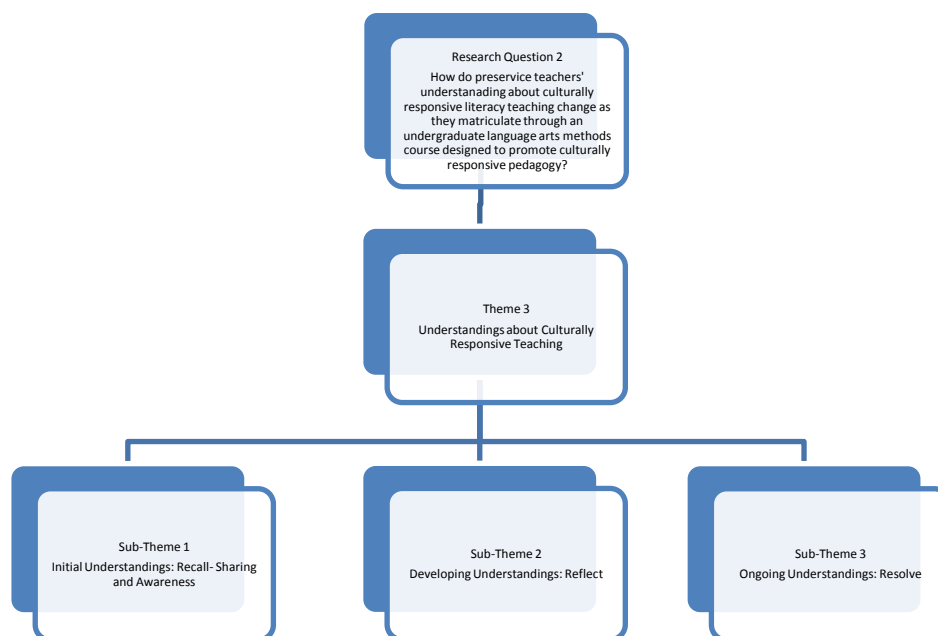 Research Question 2
How do preservice teachers'
understanading about culturally
responsive literacy teaching change as
they matriculate through an
undergraduate language arts methods
course designed to promote culturally
responsive pedagogy?
Theme 3
Understandings about Culturally
Responsive Teaching
Sub-Theme 1
Initial Understandings: Recall- Sharing
and Awareness
Sub-Theme 2
Developing Understandings: Reflect
Sub-Theme 3
Ongoing Understandings: Resolve